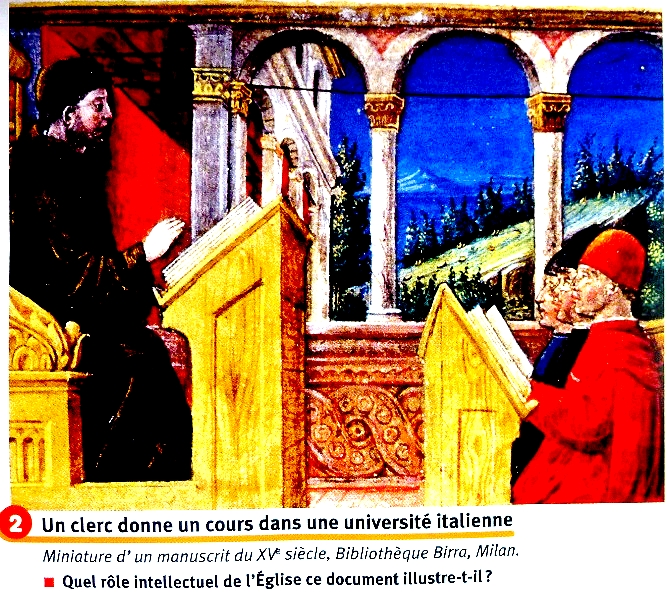 2 Un clerc donne un cours dans une université italienne
Miniature d'un manuscrit du XVe siècle, Bibliothèque Birra, Milan.
■ Quel rôle intellectuel de l'Église ce document illustre-t-il ?